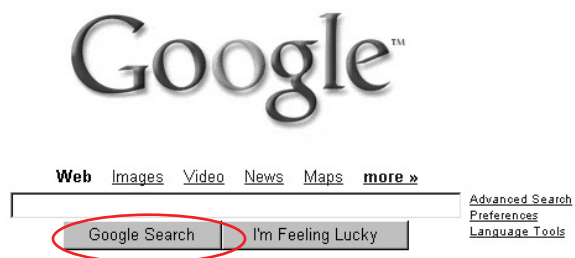 Google™
Web Images Video News Maps more »
Advanced Search
Preferences
Language Tools
Google Search I'm Feeling Lucky